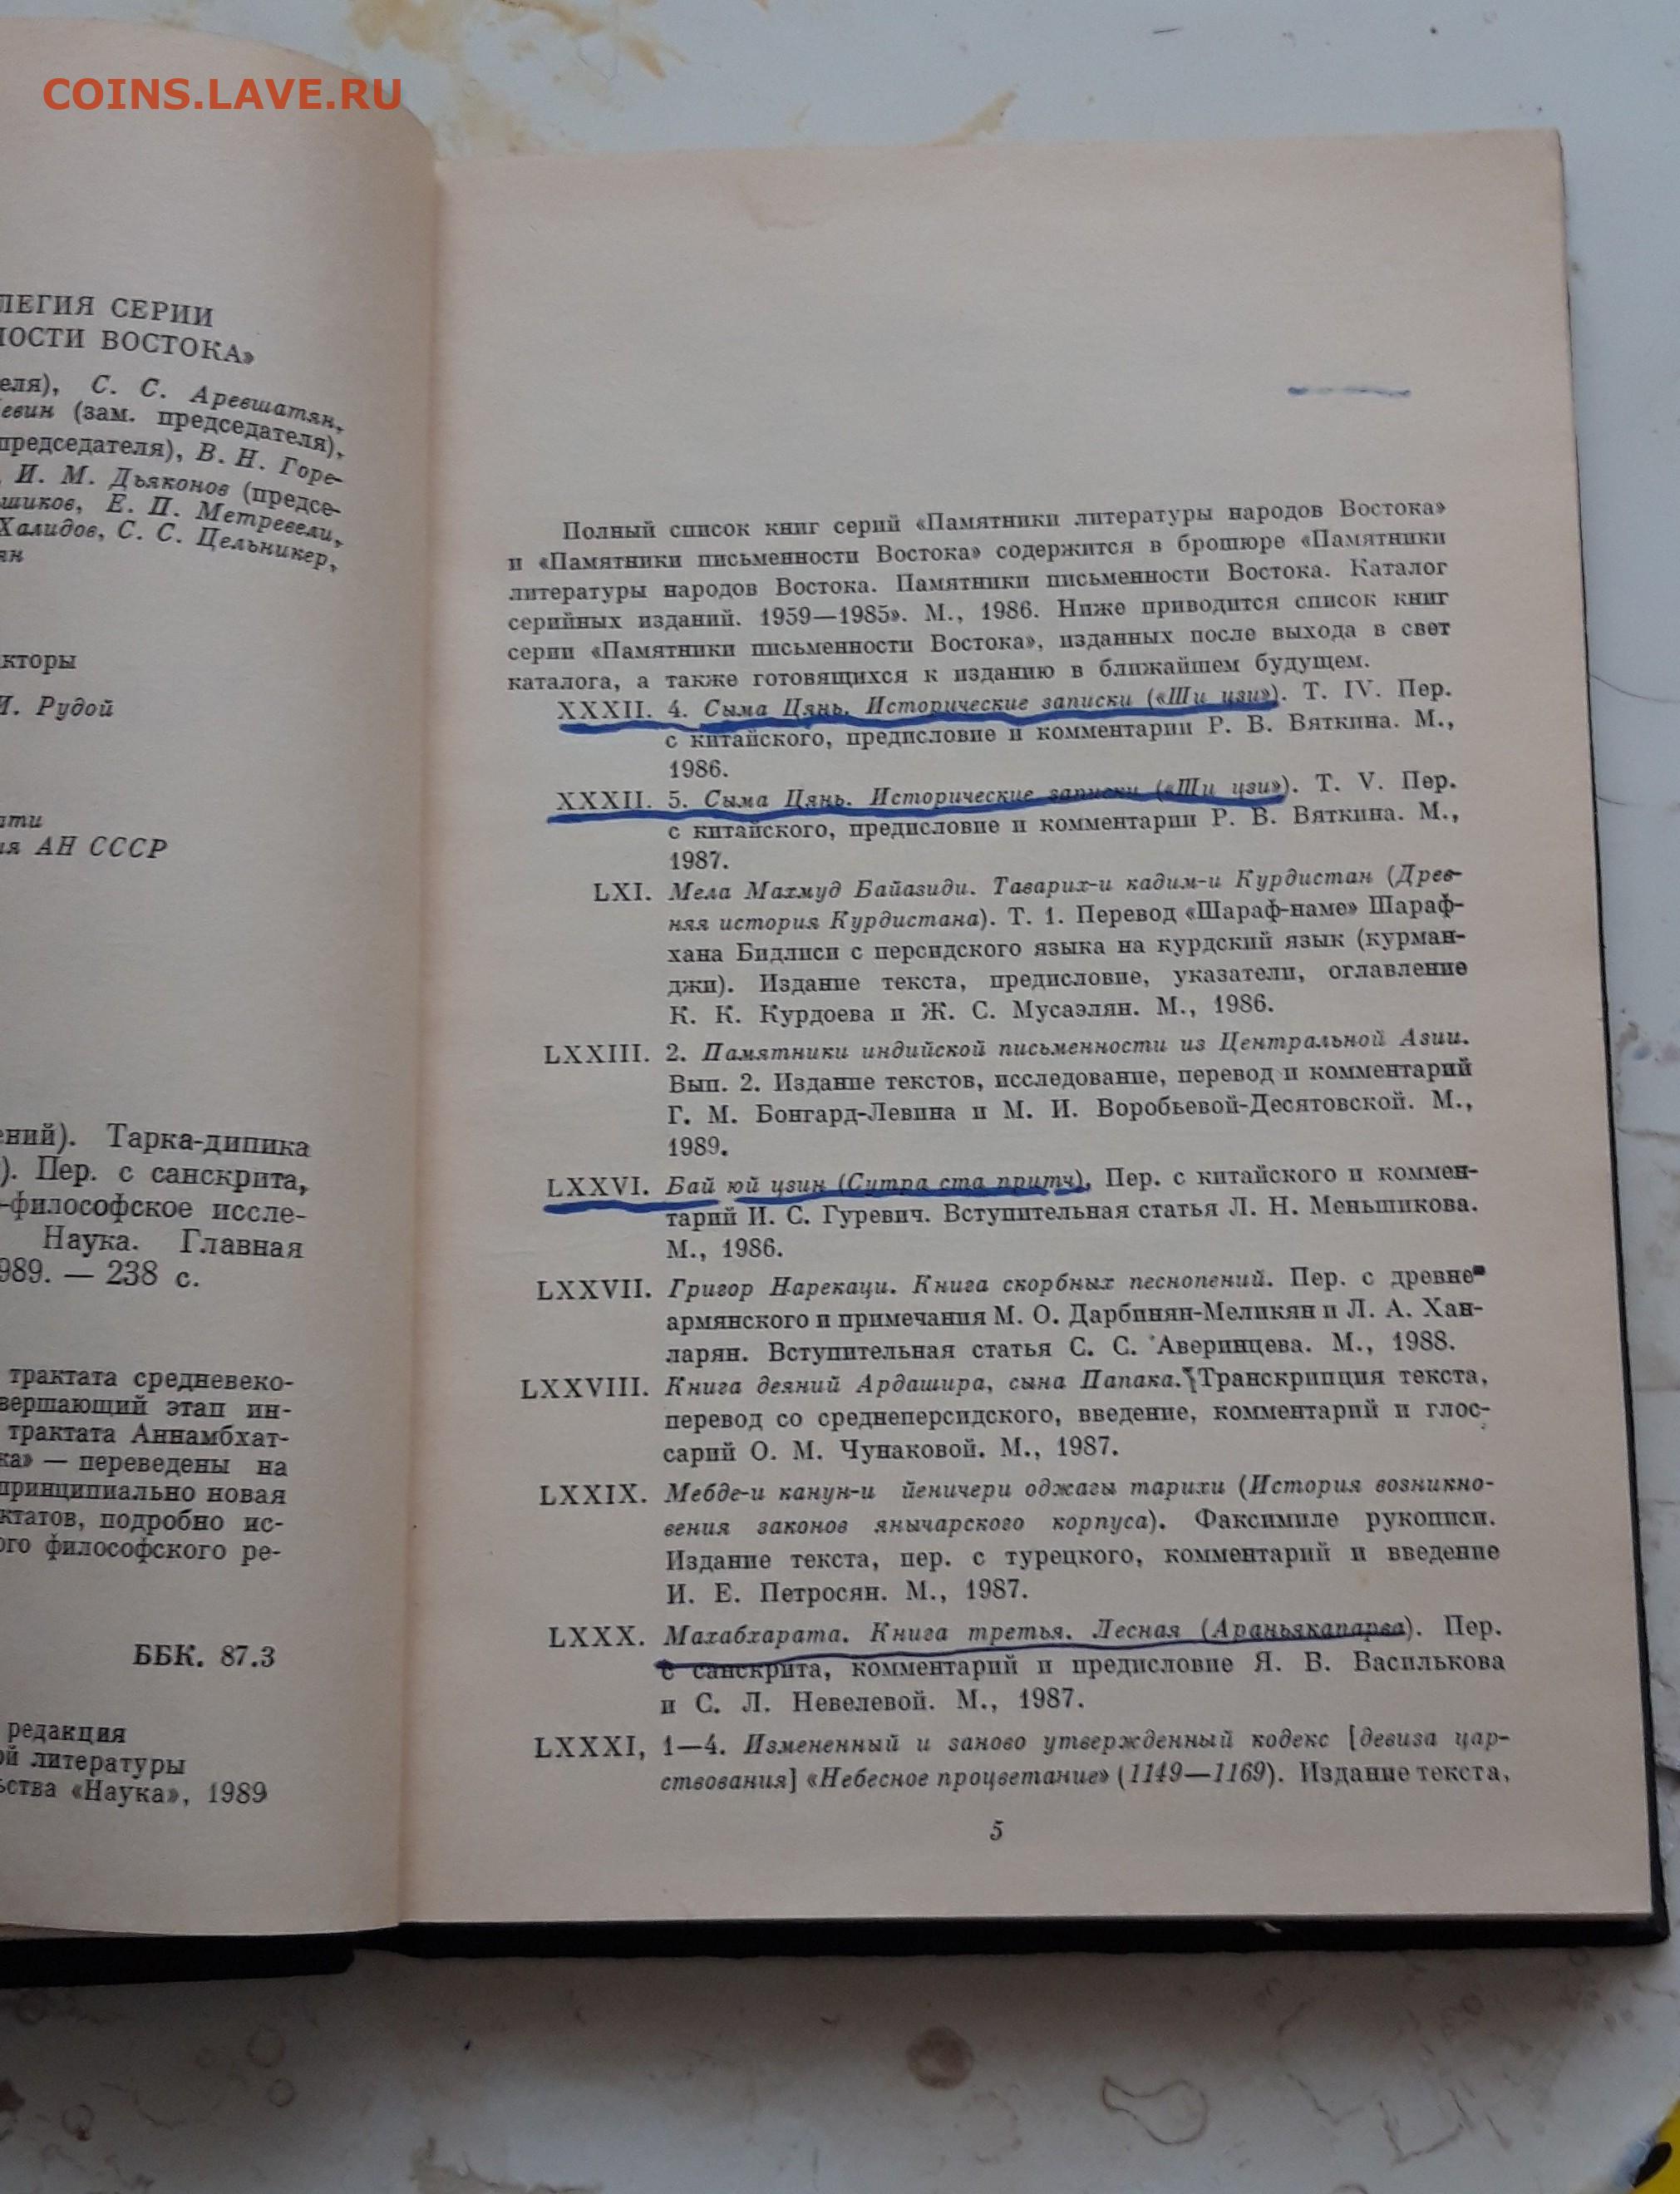 COINS.LAVE.RU
ЛЕГИЯ СЕРИИ
НОСТИ ВОСТОКА»
еля), С. С. Аревшатян,
евин (зам. председателя),
председателя), В. Н. Горе-
И. М. Дьяконов (предсе-
шиков, Е. П. Метревели,
Халидов, С. С. Цельникер,
ян
кторы
И. Рудой
ати
ия АН СССР
ений). Тарка-дипика
). Пер. с санскрита,
-философское иссле-
Наука. Главная
989. — 238 с.
трактата средневеко-
вершающий этап ин-
трактата Аннамбхат-
ка» — переведены на
принципиально новая
ктатов, подробно ис-
ого философского ре-
ББК. 87.3
редакция
ой литературы
ьства «Наука», 1989
Полный список книг серий «Памятники литературы народов Востока»
и «Памятники письменности Востока» содержится в брошюре «Памятники
литературы народов Востока. Памятники письменности Востока. Каталог
серийных изданий. 1959—1985». М., 1986. Ниже приводится список книг
серии «Памятники письменности Востока», изданных после выхода в свет
каталога, а также готовящихся к изданию в ближайшем будущем.
XXXII. 4. Сыма Цянь. Исторические записки («Ши цзи»). Т. IV. Пер.
с китайского, предисловие и комментарии Р. В. Вяткина. М.,
1986.
XXXII. 5. Сыма Цянь. Исторические записки («Ши цзи»). Т. V. Пер.
с китайского, предисловие и комментарии Р. В. Вяткина. М.,
1987.
LXI. Мела Махмуд Байазиди. Таварих-и кадим-и Курдистан (Древ-
няя история Курдистана). Т. 1. Перевод «Шараф-наме» Шараф-
хана Бидлиси с персидского языка на курдский язык (курман-
джи). Издание текста, предисловие, указатели, оглавление
К. К. Курдоева и Ж. С. Мусаэлян. М., 1986.
LXXIII. 2. Памятники индийской письменности из Центральной Азии.
Вып. 2. Издание текстов, исследование, перевод и комментарий
Г. М. Бонгард-Левина и М. И. Воробьевой-Десятовской. М.,
1989.
LXXVI. Бай юй цзин (Сутра ста притч). Пер. с китайского и коммен-
тарий И. С. Гуревич. Вступительная статья Л. Н. Меньшикова.
М., 1986.
LXXVII. Григор Нарекаци. Книга скорбных песнопений. Пер. с древне-
армянского и примечания М. О. Дарбинян-Меликян и Л. А. Хан-
ларян. Вступительная статья С. С. Аверинцева. М., 1988.
LXXVIII. Книга деяний Ардашира, сына Папака. Транскрипция текста,
перевод со среднеперсидского, введение, комментарий и глос-
сарий О. М. Чунаковой. М., 1987.
LXXIX. Мебде-и канун-и йеничери оджагы тарихи (История возникно-
вения законов янычарского корпуса). Факсимиле рукописи.
Издание текста, пер. с турецкого, комментарий и введение
И. Е. Петросян. М., 1987.
LXXX. Махабхарата. Книга третья. Лесная (Араньякапарва). Пер.
с санскрита, комментарий и предисловие Я. В. Василькова
и С. Л. Невелевой. М., 1987.
LXXXI, 1—4. Измененный и заново утвержденный кодекс [девиза цар-
ствования] «Небесное процветание» (1149—1169). Издание текста,
5